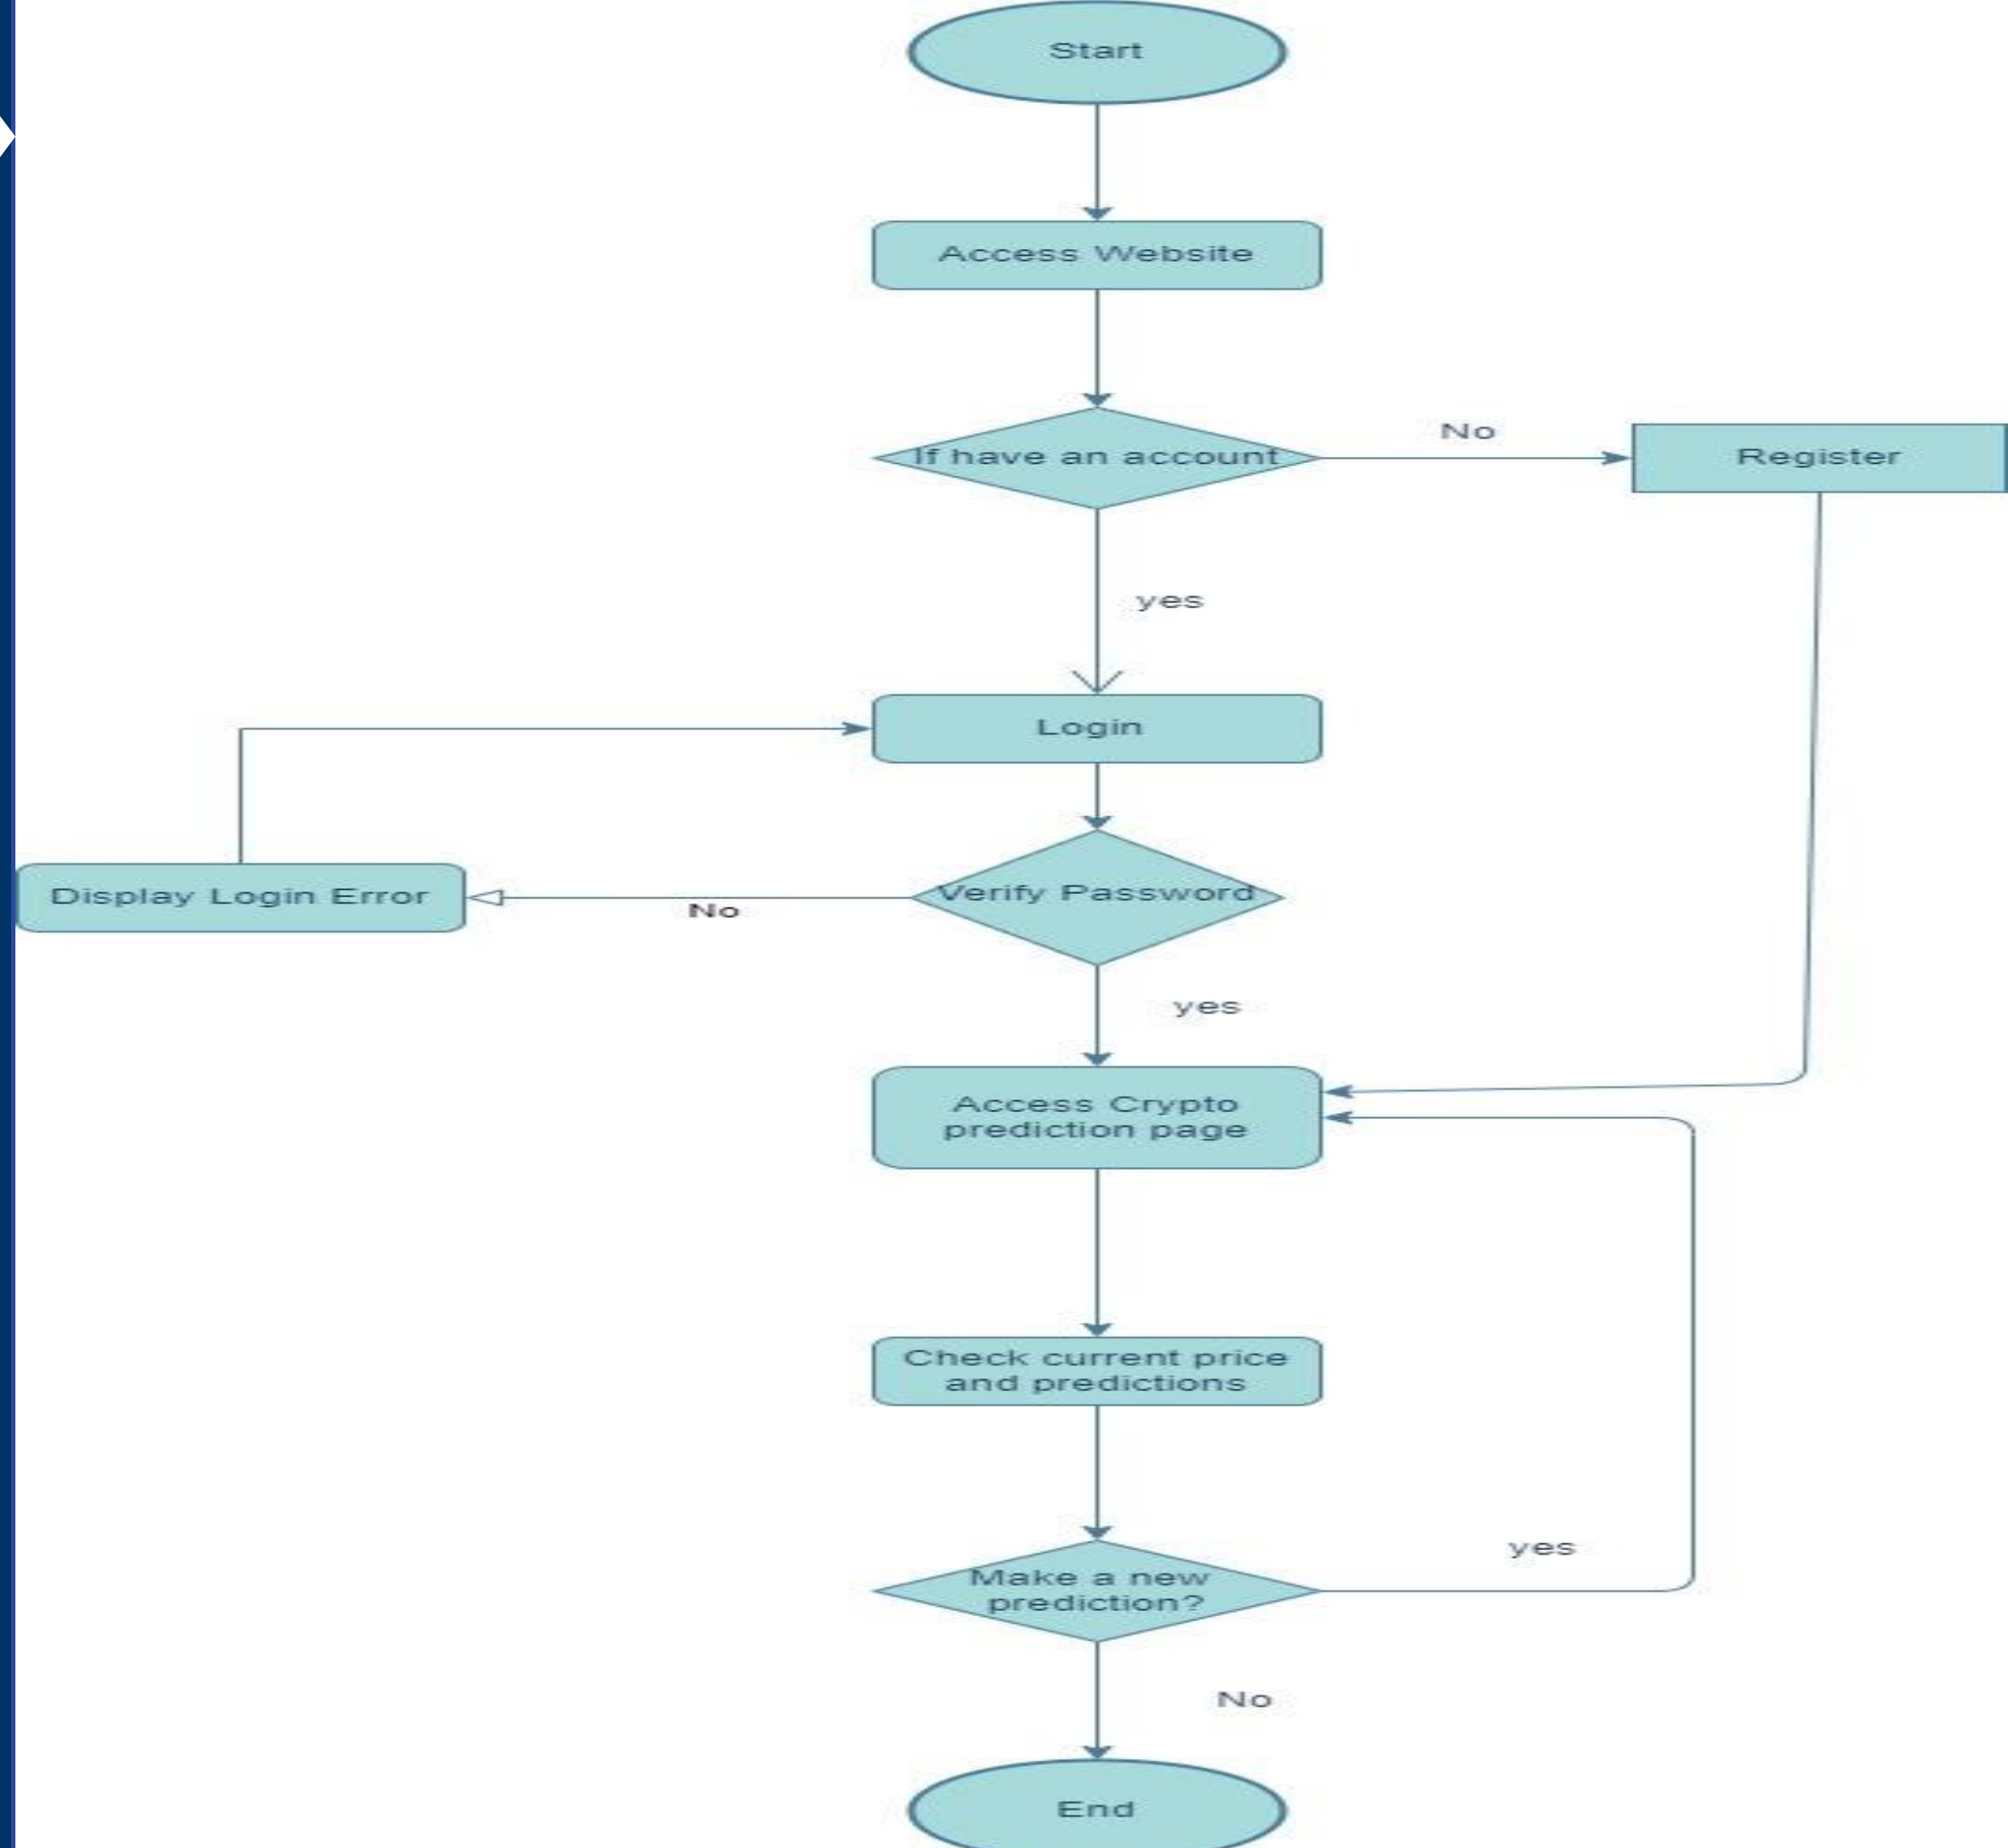 Start
Access Website
If have an account
No
Register
yes
Login
Verify Password
No
Display Login Error
yes
Access Crypto
prediction page
Check current price
and predictions
Make a new
prediction?
yes
No
End